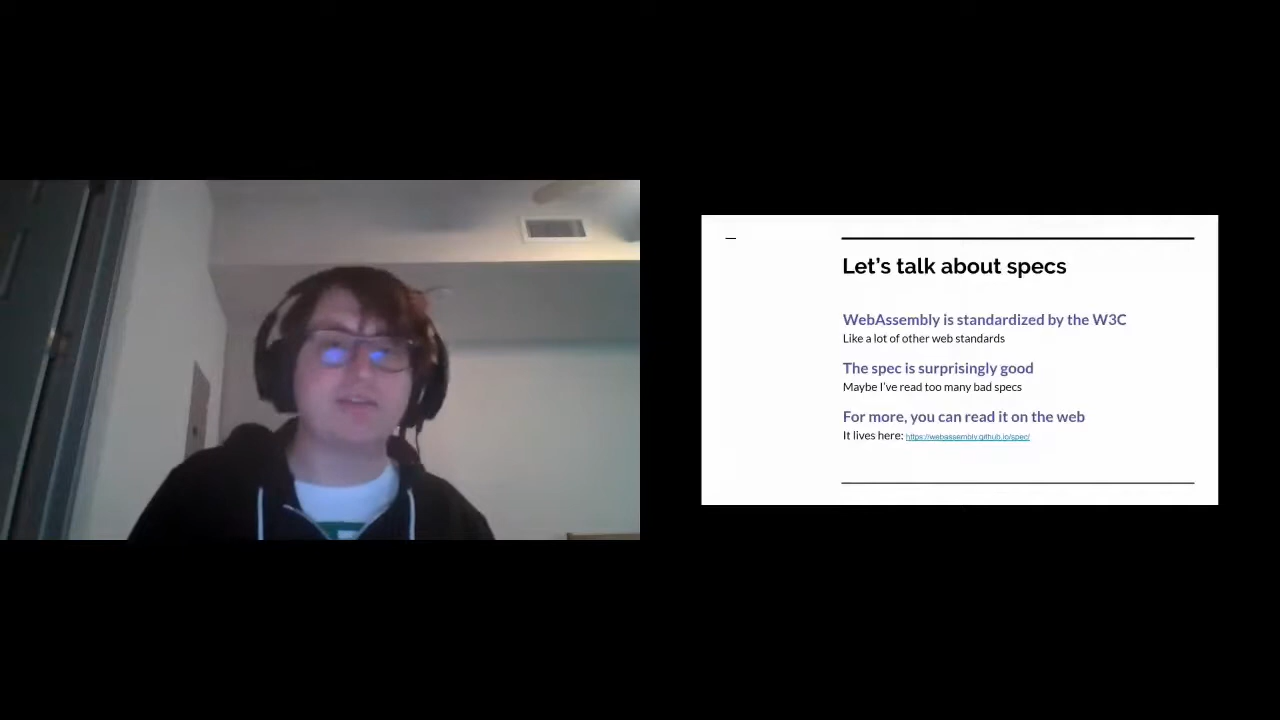 Let's talk about specs
WebAssembly is standardized by the W3C
Like a lot of other web standards
The spec is surprisingly good
Maybe I've read too many bad specs
For more, you can read it on the web
It lives here: https://webassembly.github.io/spec/